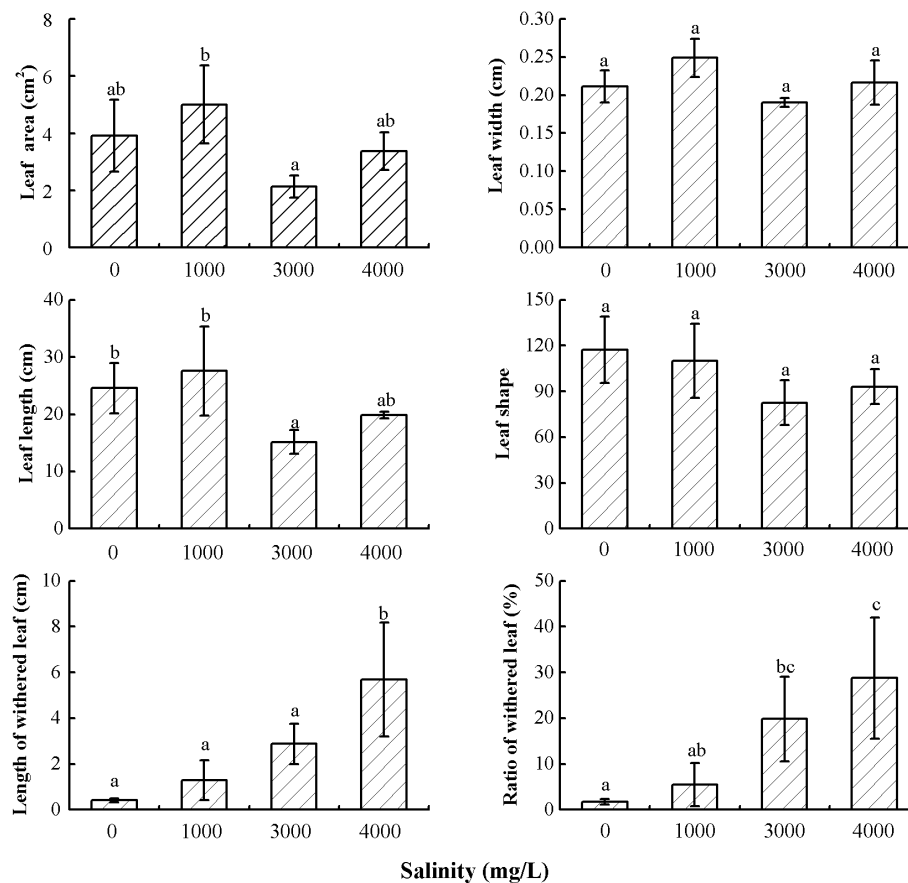 Leaf area (cm²)
8
6
4
2
0
ab
b
a
ab
0 1000 3000 4000
Leaf width (cm)
0.30
0.25
0.20
0.15
0.10
0.05
0.00
a
a
a
a
0 1000 3000 4000
Leaf length (cm)
40
30
20
10
0
b
b
a
ab
0 1000 3000 4000
Leaf shape
150
120
90
60
30
0
a
a
a
a
0 1000 3000 4000
Length of withered leaf (cm)
10
8
6
4
2
0
a
a
a
b
0 1000 3000 4000
Ratio of withered leaf (%)
50
40
30
20
10
0
a
ab
bc
c
0 1000 3000 4000
Salinity (mg/L)